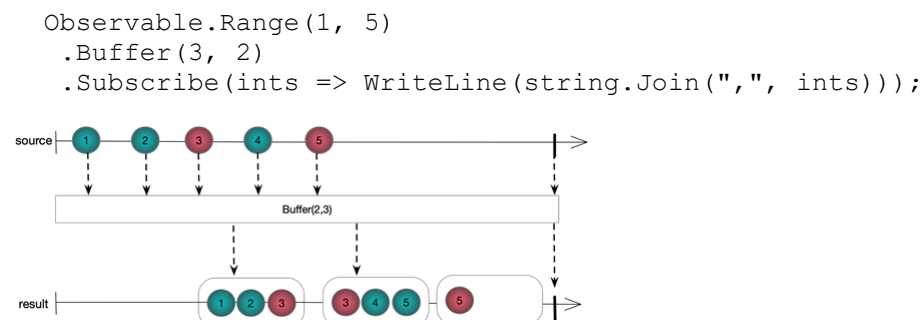 Observable.Range(1, 5)
.Buffer(3, 2)
.Subscribe(ints => WriteLine(string.Join(",", ints)));
source 1 2 3 4 5
Buffer(2,3)
result 1 2 3 3 4 5 5